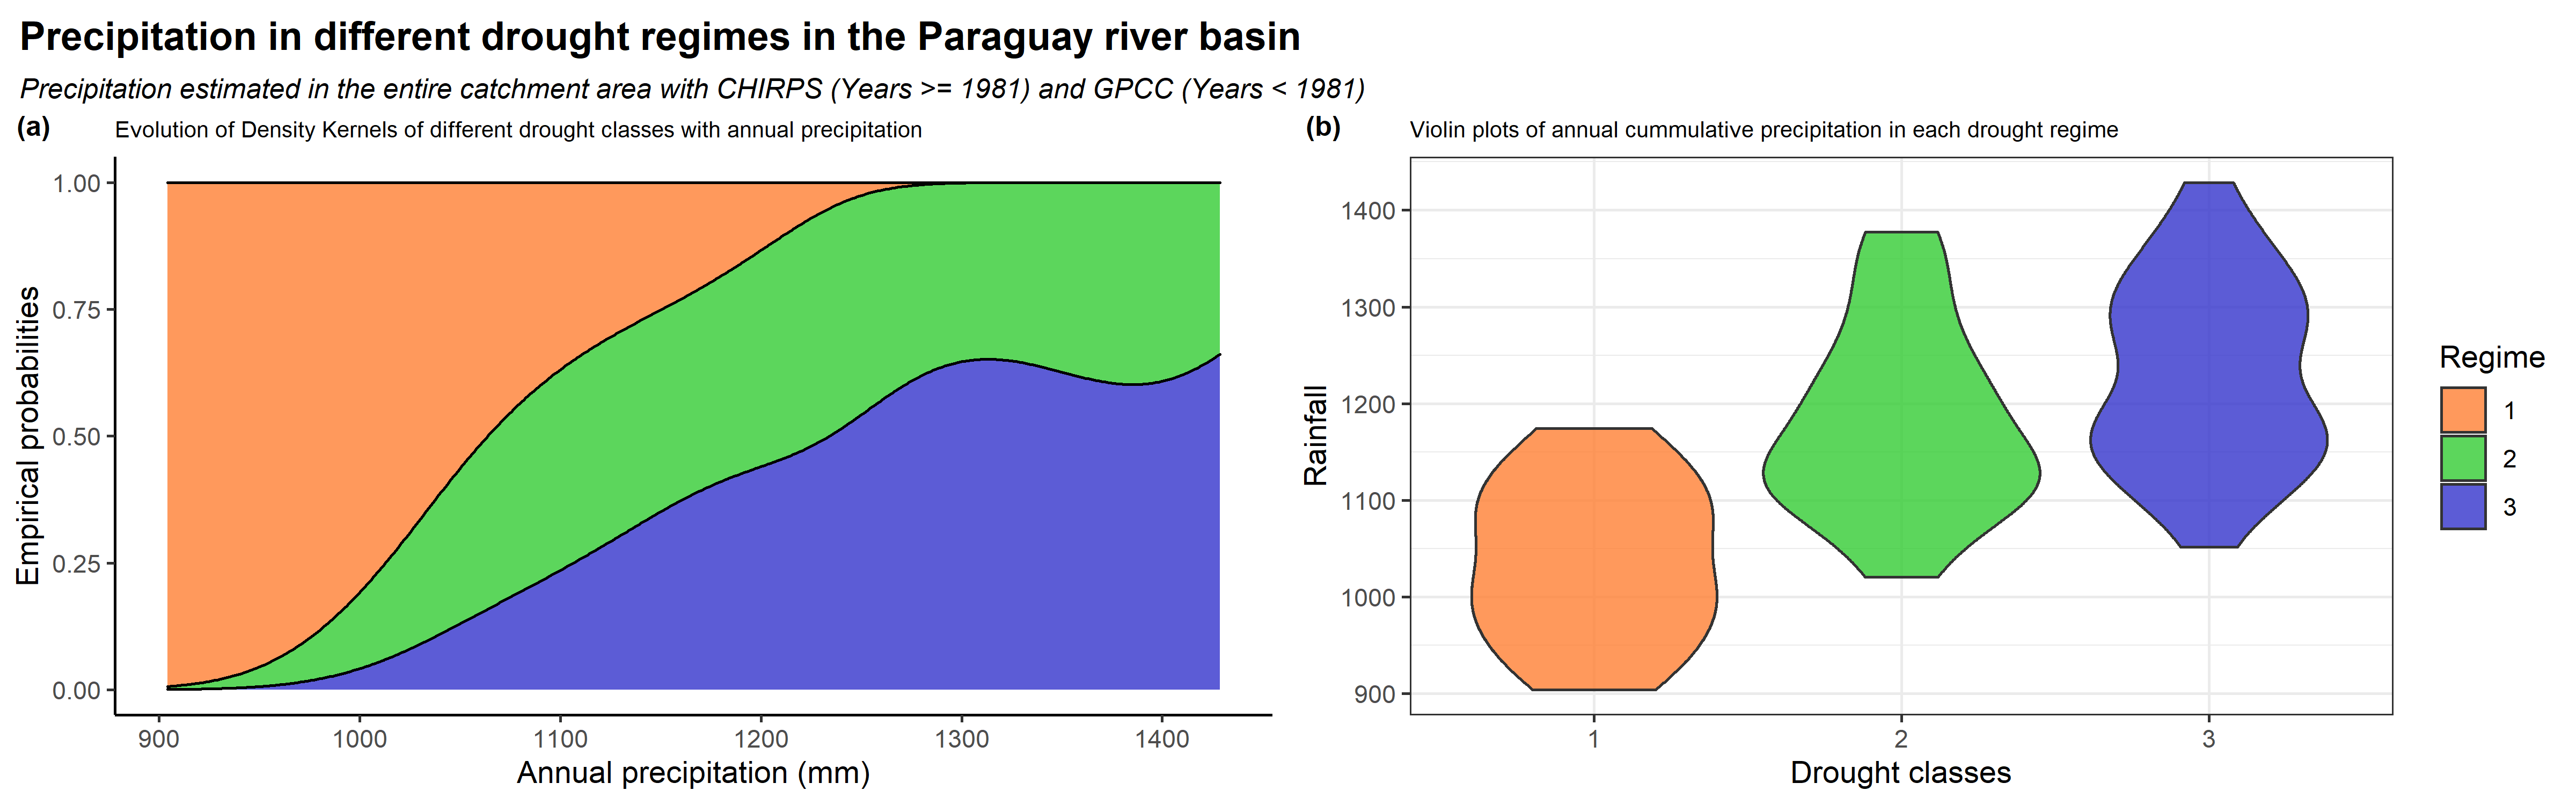 Precipitation in different drought regimes in the Paraguay river basin
Precipitation estimated in the entire catchment area with CHIRPS (Years >= 1981) and GPCC (Years < 1981)
(a)
Evolution of Density Kernels of different drought classes with annual precipitation
Empirical probabilities
1.00
0.75
0.50
0.25
0.00
900 1000 1100 1200 1300 1400
Annual precipitation (mm)
(b)
Violin plots of annual cummulative precipitation in each drought regime
Rainfall
1400
1300
1200
1100
1000
900
1 2 3
Drought classes
Regime
1
2
3